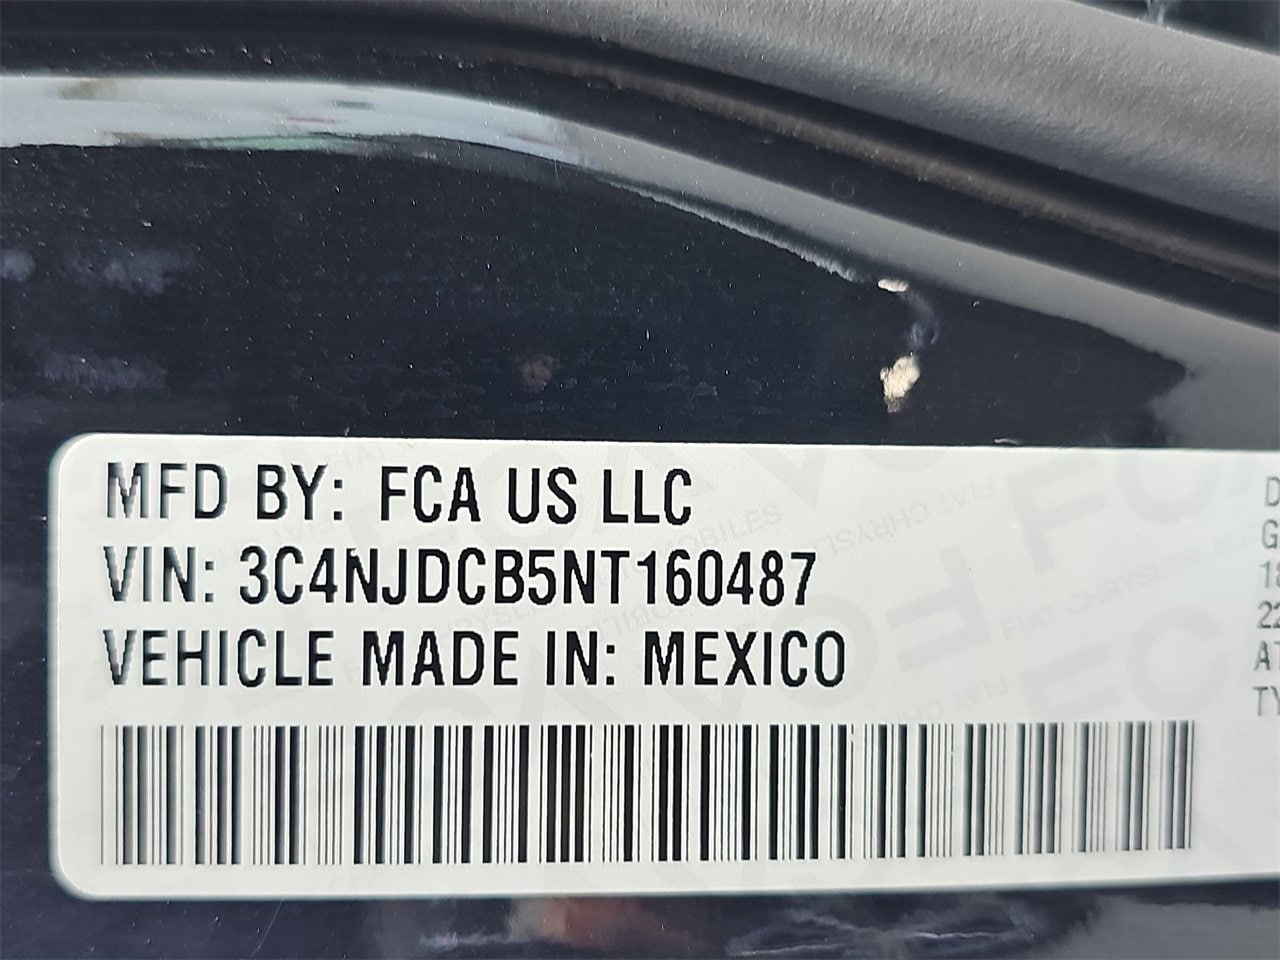 MFD BY: FCA US LLC
VIN: 3C4NJDCB5NT160487
VEHICLE MADE IN: MEXICO